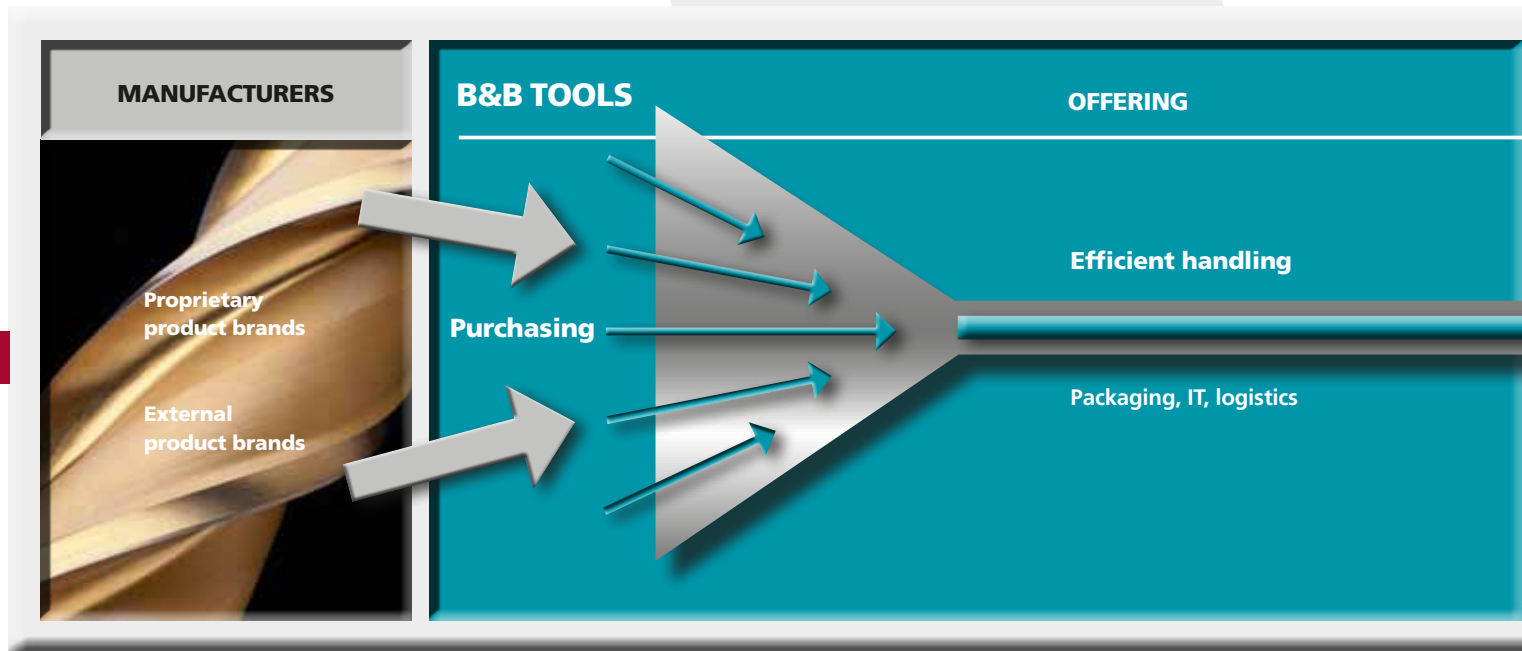 MANUFACTURERS
Proprietary
product brands
External
product brands
B&B TOOLS
OFFERING
Purchasing
Efficient handling
Packaging, IT, logistics